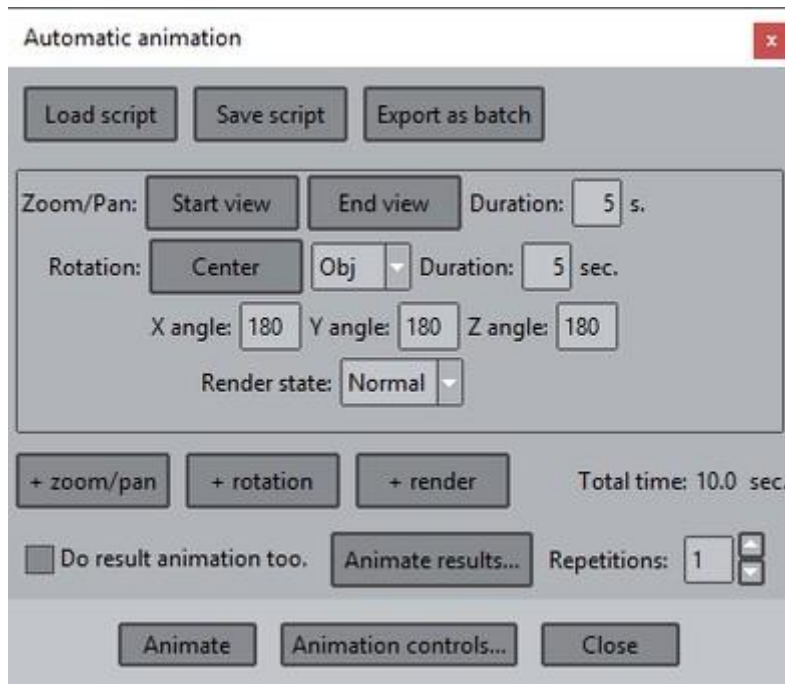 Automatic animation x
Load script Save script Export as batch
Zoom/Pan: Start view End view Duration: 5 s.
Rotation: Center Obj Duration: 5 sec.
X angle: 180 Y angle: 180 Z angle: 180
Render state: Normal
+ zoom/pan + rotation + render Total time: 10.0 sec.
Do result animation too. Animate results... Repetitions: 1
Animate Animation controls... Close